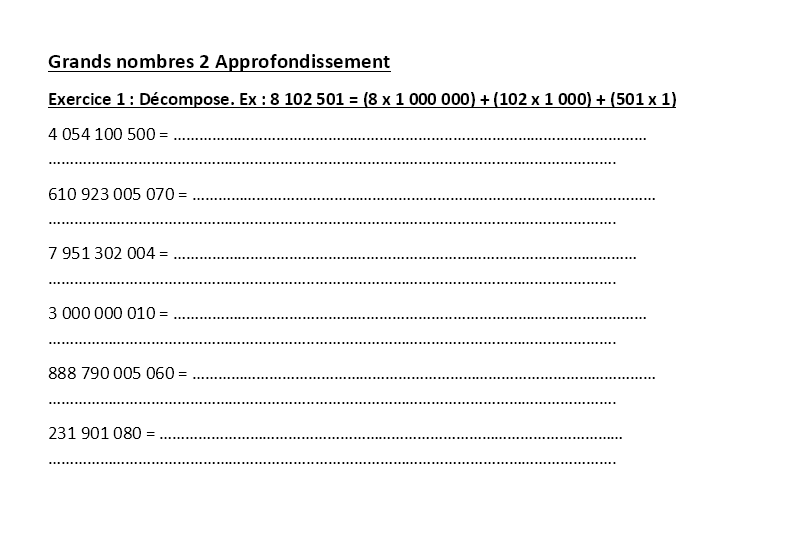 Grands nombres 2 Approfondissement
Exercice 1 : Décompose. Ex : 8 102 501 = (8 x 1 000 000) + (102 x 1 000) + (501 x 1)
4 054 100 500 = ……………………………………………………………………………………………
………………………………………………………………………………………………………………
610 923 005 070 = …………………………………………………………………………………………
………………………………………………………………………………………………………………
7 951 302 004 = …………………………………………………………………………………………
………………………………………………………………………………………………………………
3 000 000 010 = ……………………………………………………………………………………………
………………………………………………………………………………………………………………
888 790 005 060 = …………………………………………………………………………………………
………………………………………………………………………………………………………………
231 901 080 = …………………………………………………………………………………………
………………………………………………………………………………………………………………